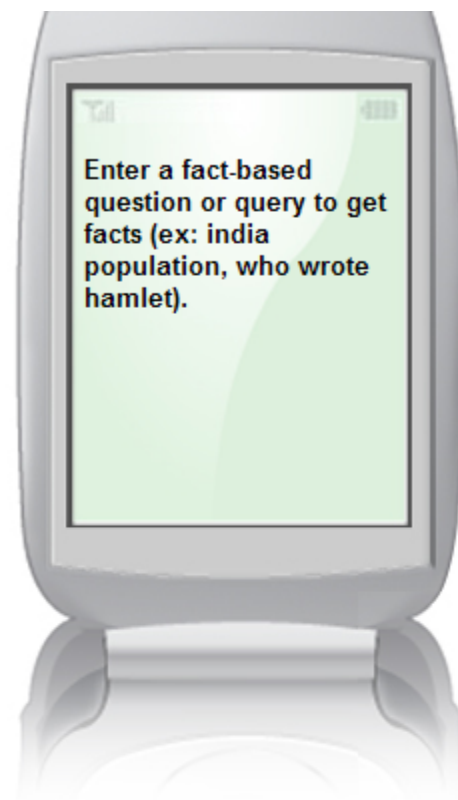 Enter a fact-based
question or query to get
facts (ex: india
population, who wrote
hamlet).